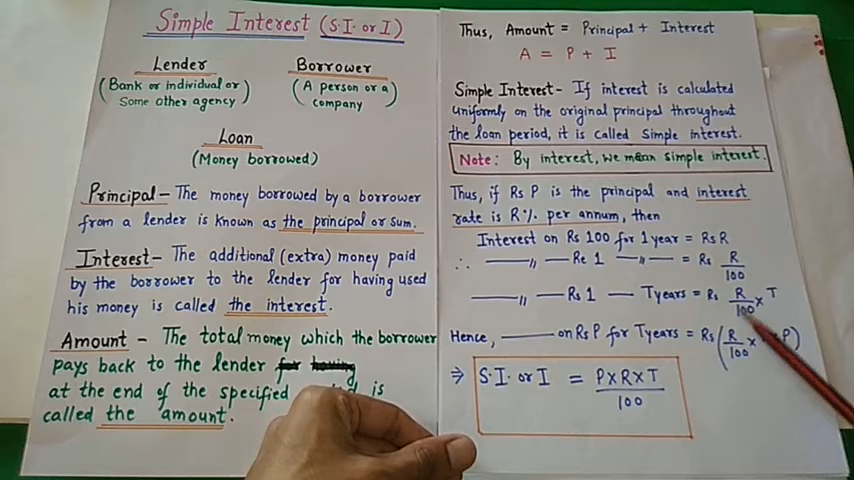 Simple Interest (S.I. or I)
Lender
(Bank or individual or
Some other agency)
Borrower
(A person or a
company)
Loan
(Money borrowed)
Principal - The money borrowed by a borrower
from a lender is known as the principal or sum.
Interest - The additional (extra) money paid
by the borrower to the lender for having used
his money is called the interest.
Amount - The total money which the borrower
pays back to the lender for having
at the end of the specified is
called the amount.
Thus, Amount = Principal + Interest
A = P + I
Simple Interest - If interest is calculated
uniformly on the original principal throughout
the loan period, it is called simple interest.
Note: By interest, we mean simple interest.
Thus, if Rs P is the principal and interest
rate is R% per annum, then
Interest on Rs 100 for 1 year = Rs R
∴ —— " —— Re 1 —— " —— = Rs R/100
—— " —— Rs 1 —— T years = Rs R/100 × T
Hence, —— on Rs P for T years = Rs (R/100 × × P)
⇒ S.I. or I = P×R×T/100